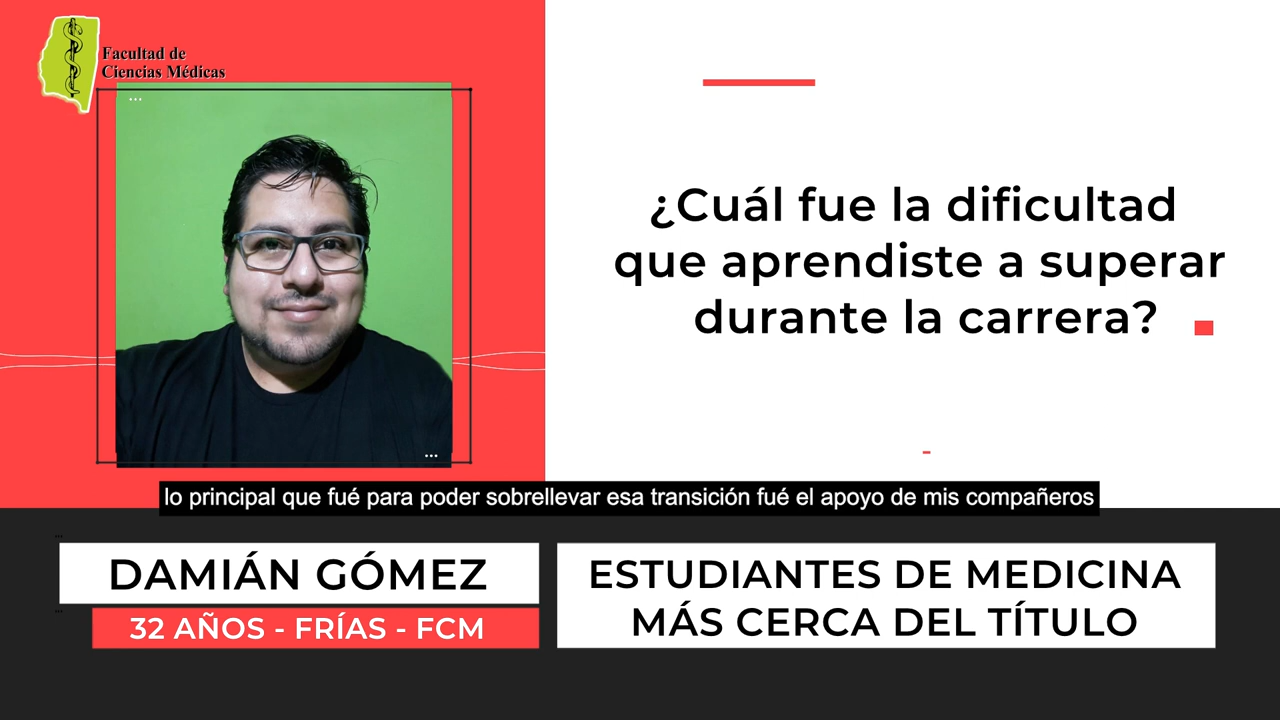 Facultad de
Ciencias Médicas
¿Cuál fue la dificultad
que aprendiste a superar
durante la carrera?
lo principal que fué para poder sobrellevar esa transición fué el apoyo de mis compañeros
DAMIÁN GÓMEZ
32 AÑOS - FRÍAS - FCM
ESTUDIANTES DE MEDICINA
MÁS CERCA DEL TÍTULO